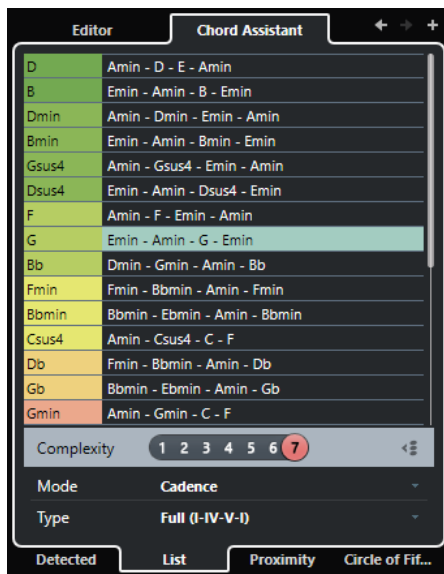 Editor Chord Assistant
D Amin - D - E - Amin
B Emin - Amin - B - Emin
Dmin Amin - Dmin - Emin - Amin
Bmin Emin - Amin - Bmin - Emin
Gsus4 Amin - Gsus4 - Emin - Amin
Dsus4 Emin - Amin - Dsus4 - Emin
F Amin - F - Emin - Amin
G Emin - Amin - G - Emin
Bb Dmin - Gmin - Amin - Bb
Fmin Fmin - Bbmin - Amin - Fmin
Bbmin Bbmin - Ebmin - Amin - Bbmin
Csus4 Amin - Csus4 - C - F
Db Fmin - Bbmin - Amin - Db
Gb Bbmin - Ebmin - Amin - Gb
Gmin Amin - Gmin - C - F
Complexity 1 2 3 4 5 6 7
Mode Cadence
Type Full (I-IV-V-I)
Detected List Proximity Circle of Fif...